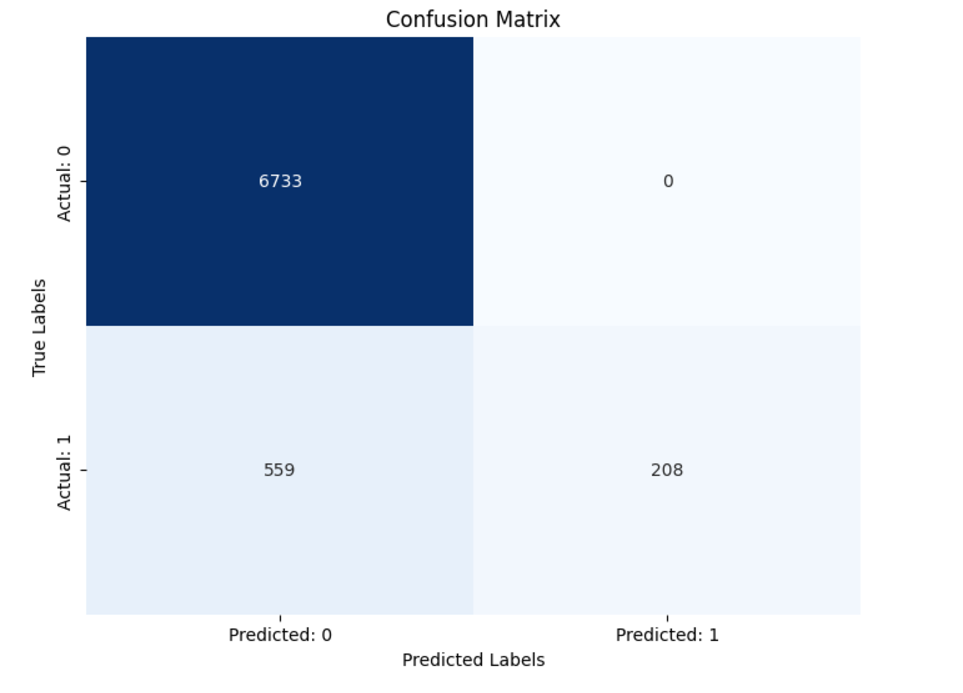 Confusion Matrix
Actual: 0
6733
0
True Labels
Actual: 1
559
208
Predicted: 0
Predicted: 1
Predicted Labels